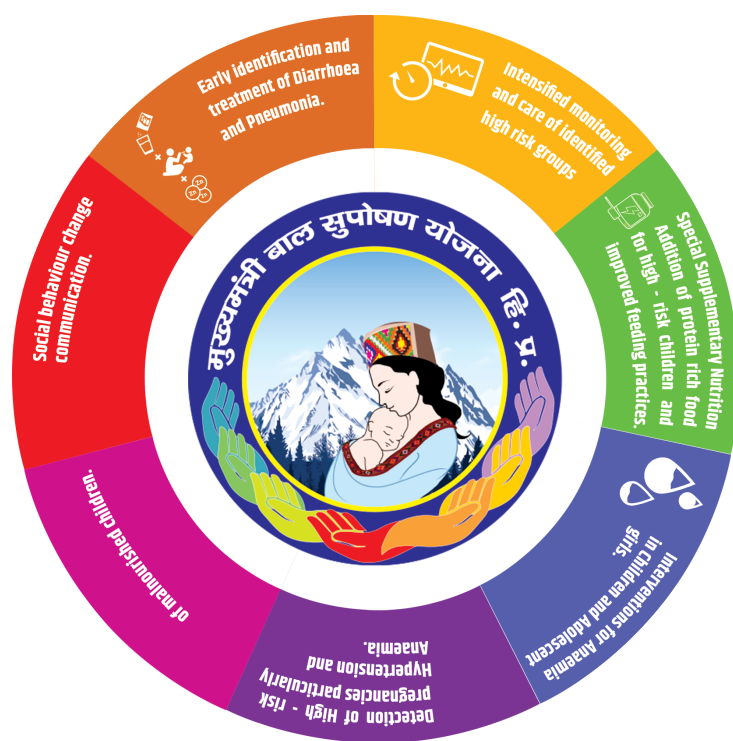 Early identification and
treatment of Diarrhoea
and Pneumonia.
Intensified monitoring
and care of identified
high risk groups
Special Supplementary Nutrition
Addition of protein rich food
for high - risk children and
improved feeding practices.
Interventions for Anaemia
in Children and Adolescent
girls.
Detection of High - risk
pregnancies particularly
Hypertension and
Anaemia.
of malnourished children.
Social behaviour change
communication.
मुख्यमंत्री बाल सुपोषण योजना हि. प्र.
Zn
Zn
Zn